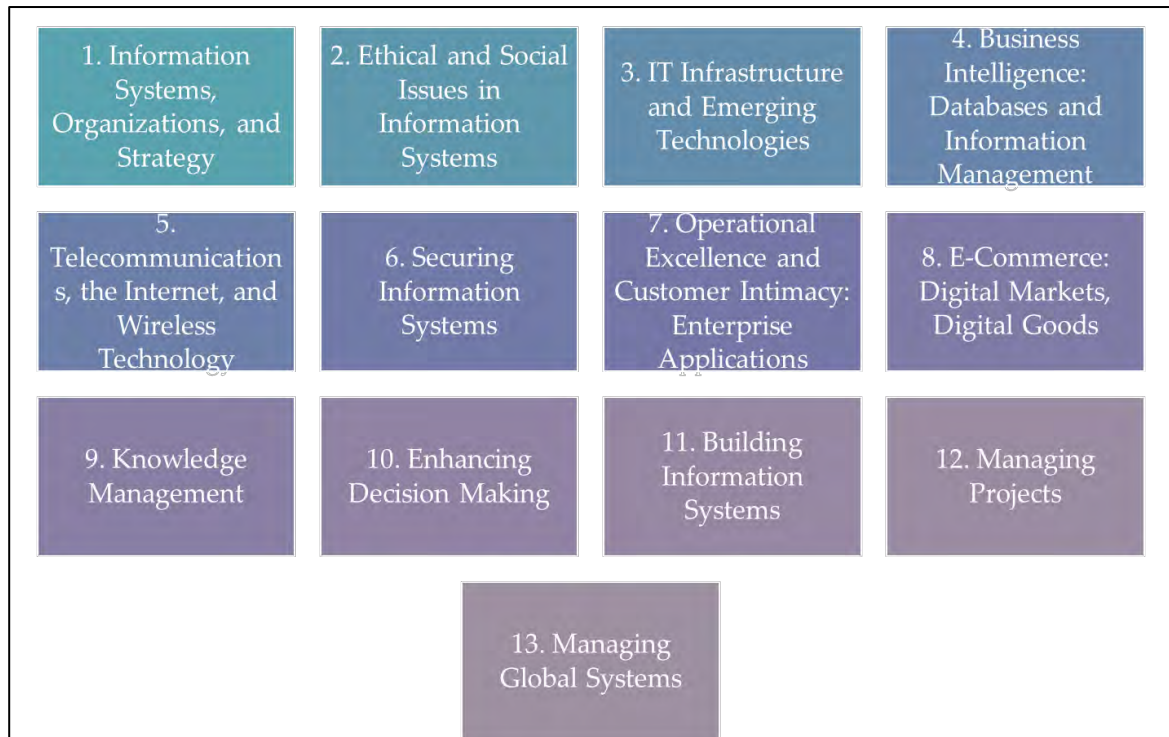 1. Information
Systems,
Organizations, and
Strategy
2. Ethical and Social
Issues in
Information
Systems
3. IT Infrastructure
and Emerging
Technologies
4. Business
Intelligence:
Databases and
Information
Management
5.
Telecommunication
s, the Internet, and
Wireless
Technology
6. Securing
Information
Systems
7. Operational
Excellence and
Customer Intimacy:
Enterprise
Applications
8. E-Commerce:
Digital Markets,
Digital Goods
9. Knowledge
Management
10. Enhancing
Decision Making
11. Building
Information
Systems
12. Managing
Projects
13. Managing
Global Systems